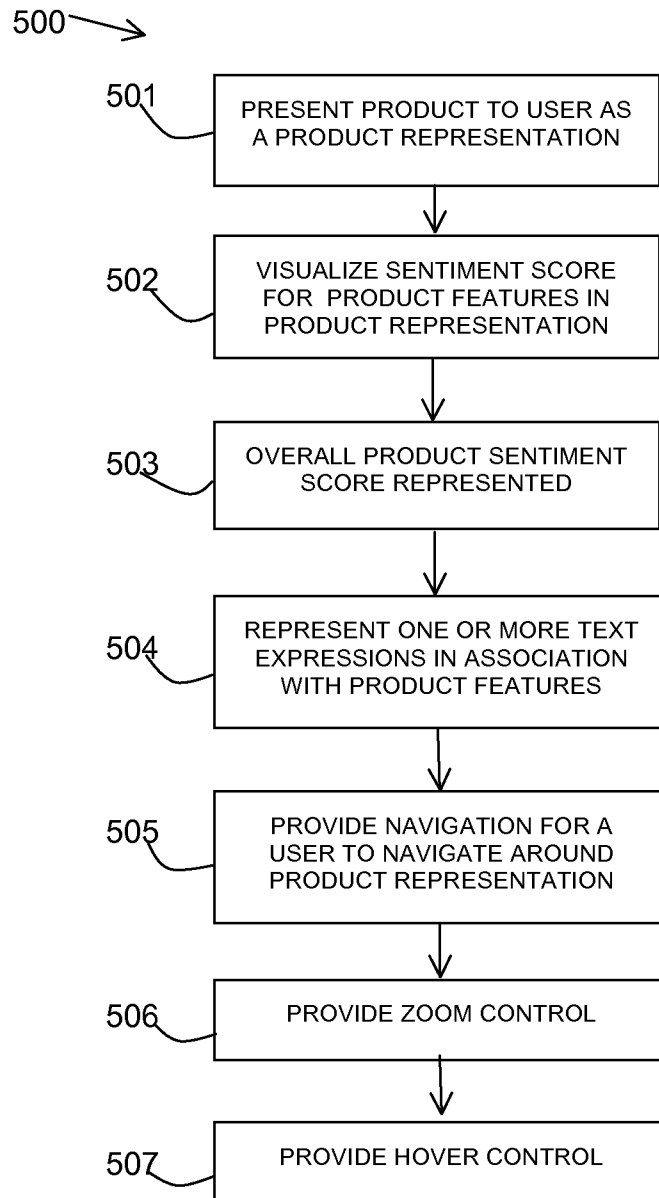 500
501
PRESENT PRODUCT TO USER AS
A PRODUCT REPRESENTATION
502
VISUALIZE SENTIMENT SCORE
FOR PRODUCT FEATURES IN
PRODUCT REPRESENTATION
503
OVERALL PRODUCT SENTIMENT
SCORE REPRESENTED
504
REPRESENT ONE OR MORE TEXT
EXPRESSIONS IN ASSOCIATION
WITH PRODUCT FEATURES
505
PROVIDE NAVIGATION FOR A
USER TO NAVIGATE AROUND
PRODUCT REPRESENTATION
506
PROVIDE ZOOM CONTROL
507
PROVIDE HOVER CONTROL